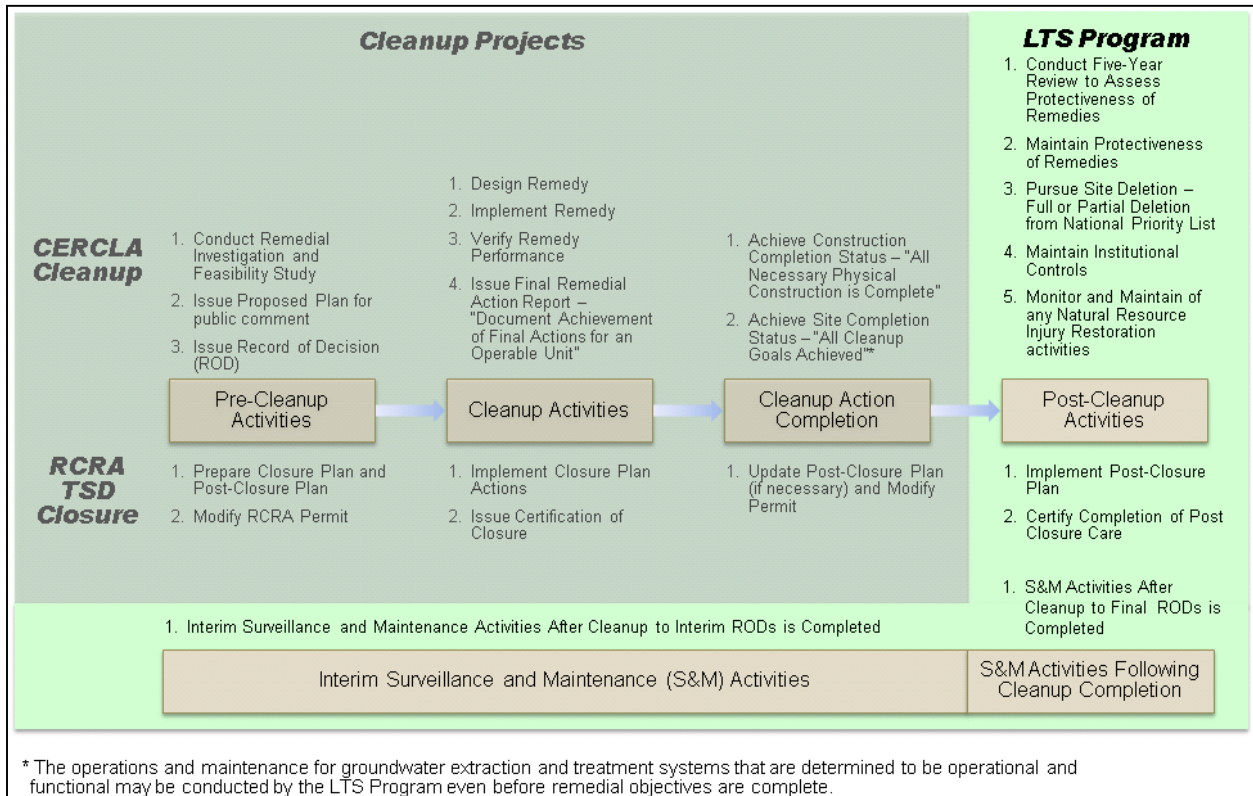 Cleanup Projects
LTS Program
CERCLA
Cleanup
1. Conduct Remedial
Investigation and
Feasibility Study
2. Issue Proposed Plan for
public comment
3. Issue Record of Decision
(ROD)
1. Design Remedy
2. Implement Remedy
3. Verify Remedy
Performance
4. Issue Final Remedial
Action Report –
"Document Achievement
of Final Actions for an
Operable Unit"
1. Achieve Construction
Completion Status – "All
Necessary Physical
Construction is Complete"
2. Achieve Site Completion
Status – "All Cleanup
Goals Achieved"*
1. Conduct Five-Year
Review to Assess
Protectiveness of
Remedies
2. Maintain Protectiveness
of Remedies
3. Pursue Site Deletion –
Full or Partial Deletion
from National Priority List
4. Maintain Institutional
Controls
5. Monitor and Maintain of
any Natural Resource
Injury Restoration
activities
Pre-Cleanup
Activities
Cleanup Activities
Cleanup Action
Completion
Post-Cleanup
Activities
RCRA
TSD
Closure
1. Prepare Closure Plan and
Post-Closure Plan
2. Modify RCRA Permit
1. Implement Closure Plan
Actions
2. Issue Certification of
Closure
1. Update Post-Closure Plan
(if necessary) and Modify
Permit
1. Implement Post-Closure
Plan
2. Certify Completion of Post
Closure Care
1. S&M Activities After
Cleanup to Final RODs is
Completed
1. Interim Surveillance and Maintenance Activities After Cleanup to Interim RODs is Completed
Interim Surveillance and Maintenance (S&M) Activities
S&M Activities Following
Cleanup Completion
* The operations and maintenance for groundwater extraction and treatment systems that are determined to be operational and
functional may be conducted by the LTS Program even before remedial objectives are complete.